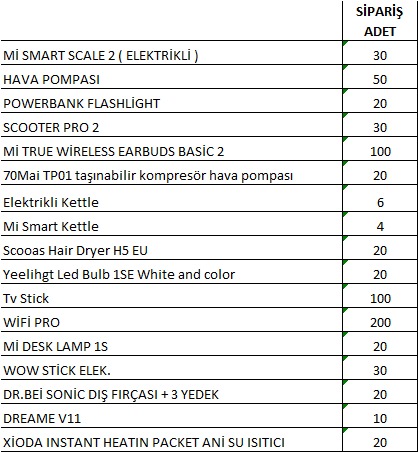 SİPARİŞ
ADET
Mİ SMART SCALE 2 ( ELEKTRİKLİ ) 30
HAVA POMPASI 50
POWERBANK FLASHLİGHT 20
SCOOTER PRO 2 30
Mİ TRUE WİRELESS EARBUDS BASIC 2 100
70Mai TP01 taşınabilir kompresör hava pompası 20
Elektrikli Kettle 6
Mi Smart Kettle 4
Scooas Hair Dryer H5 EU 20
Yeelihgt Led Bulb 1SE White and color 20
Tv Stick 100
WİFİ PRO 200
Mİ DESK LAMP 1S 20
WOW STİCK ELEK. 30
DR.BEİ SONİC DIŞ FIRÇASI + 3 YEDEK 20
DREAME V11 10
XİODA INSTANT HEATIN PACKET ANİ SU ISITICI 20